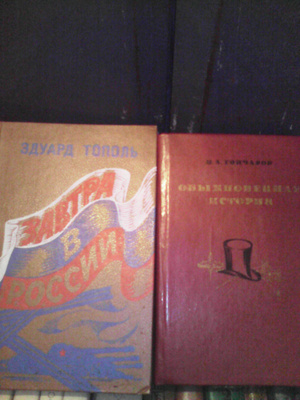 ЭДУАРД ТОПОЛЬ
ЗАВТРА
В
РОССИИ
И.А. ГОНЧАРОВ
ОБЫКНОВЕННАЯ
ИСТОРИЯ